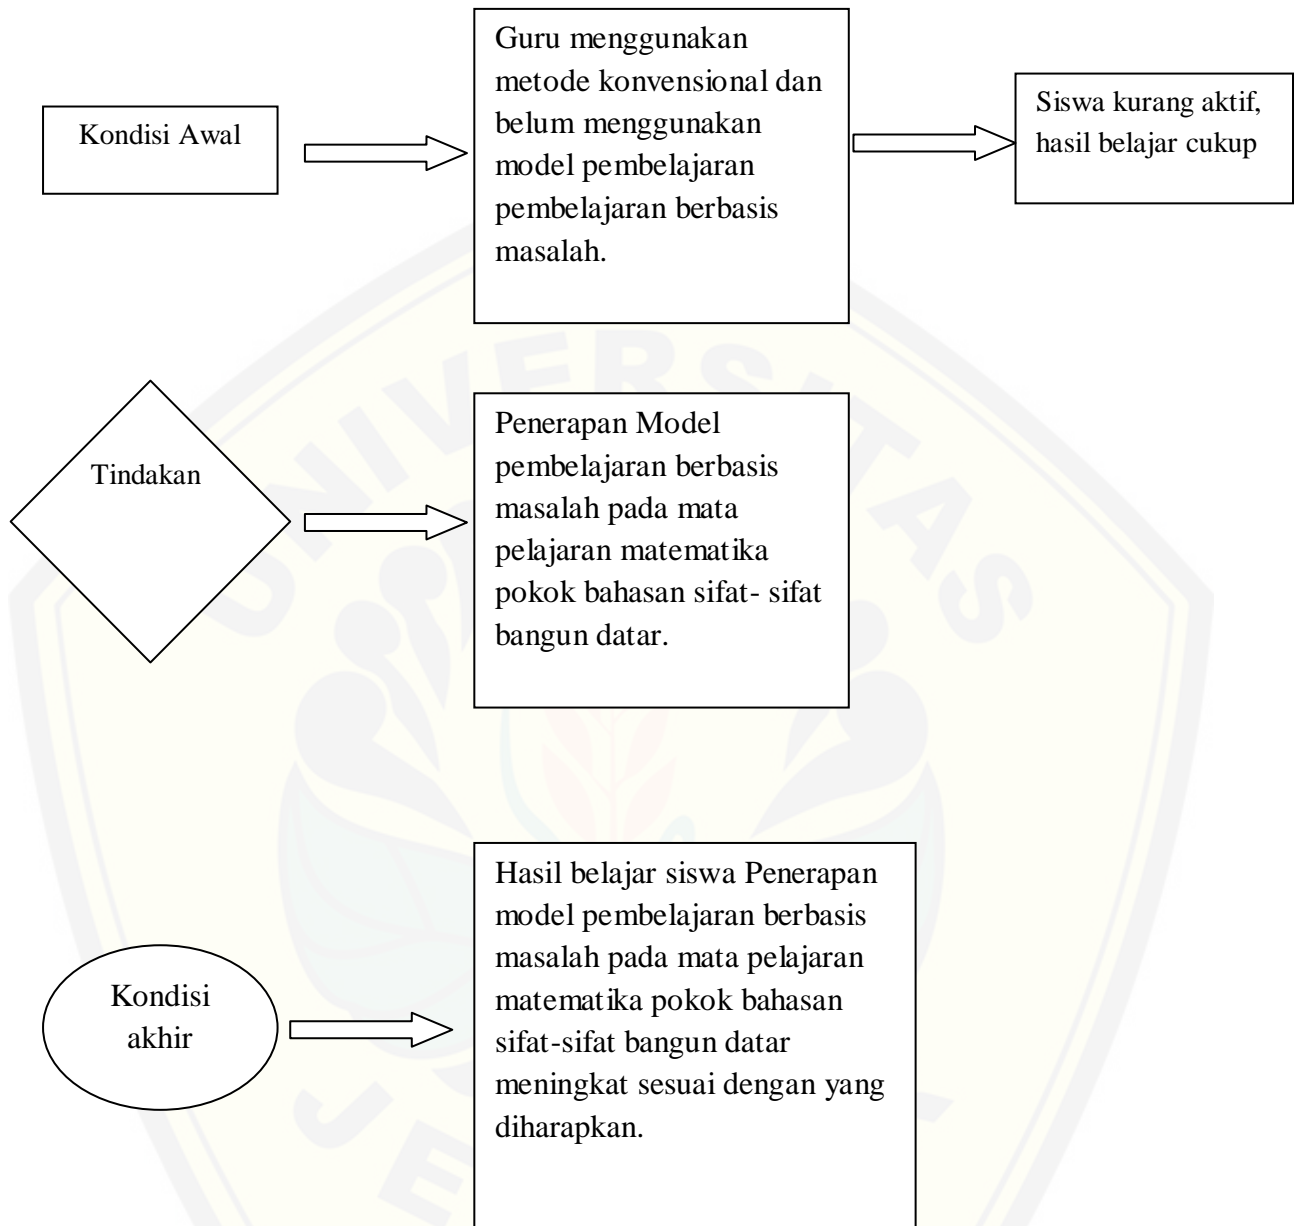 Kondisi Awal
Guru menggunakan
metode konvensional dan
belum menggunakan
model pembelajaran
pembelajaran berbasis
masalah.
Siswa kurang aktif,
hasil belajar cukup
Tindakan
Penerapan Model
pembelajaran berbasis
masalah pada mata
pelajaran matematika
pokok bahasan sifat- sifat
bangun datar.
Kondisi
akhir
Hasil belajar siswa Penerapan
model pembelajaran berbasis
masalah pada mata pelajaran
matematika pokok bahasan
sifat-sifat bangun datar
meningkat sesuai dengan yang
diharapkan.
UNIVERSITAS